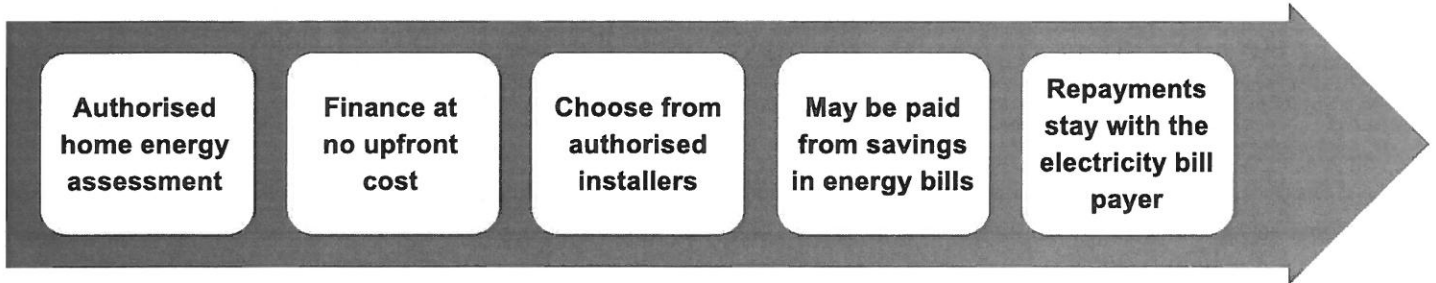 Authorised
home energy
assessment
Finance at
no upfront
cost
Choose from
authorised
installers
May be paid
from savings
in energy bills
Repayments
stay with the
electricity bill
payer